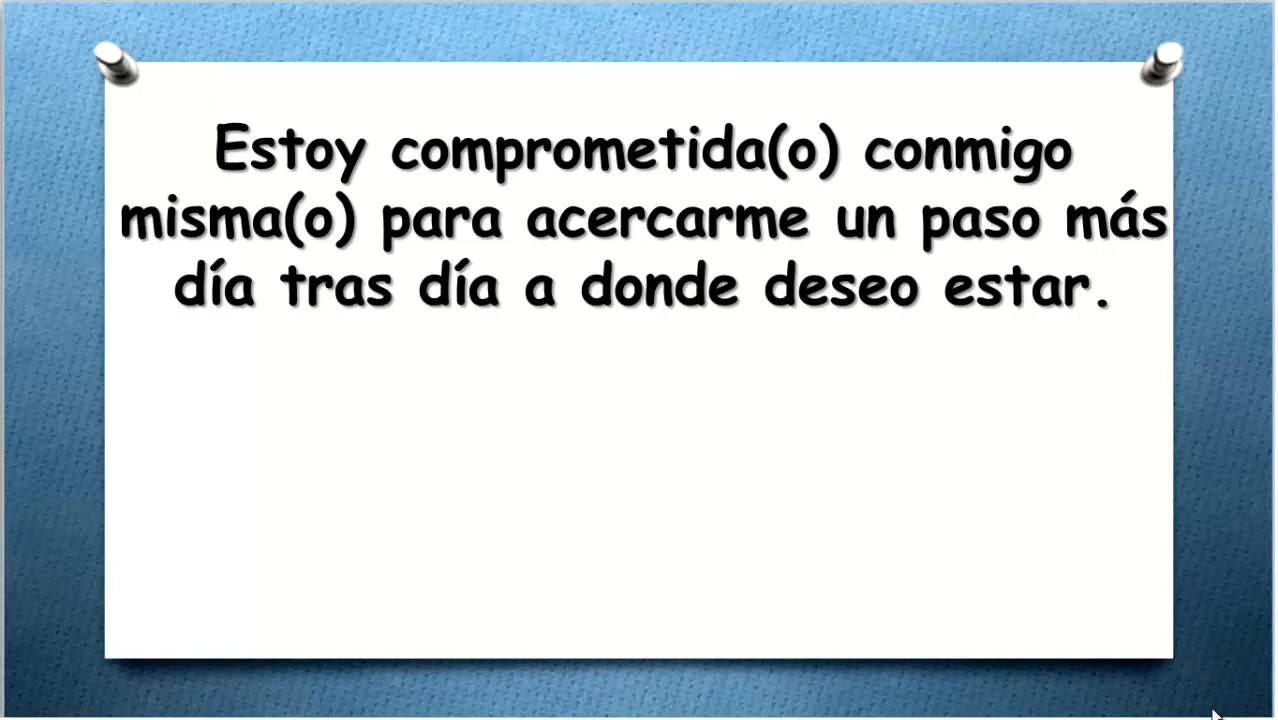 Estoy comprometida(o) conmigo
misma(o) para acercarme un paso más
día tras día a donde deseo estar.